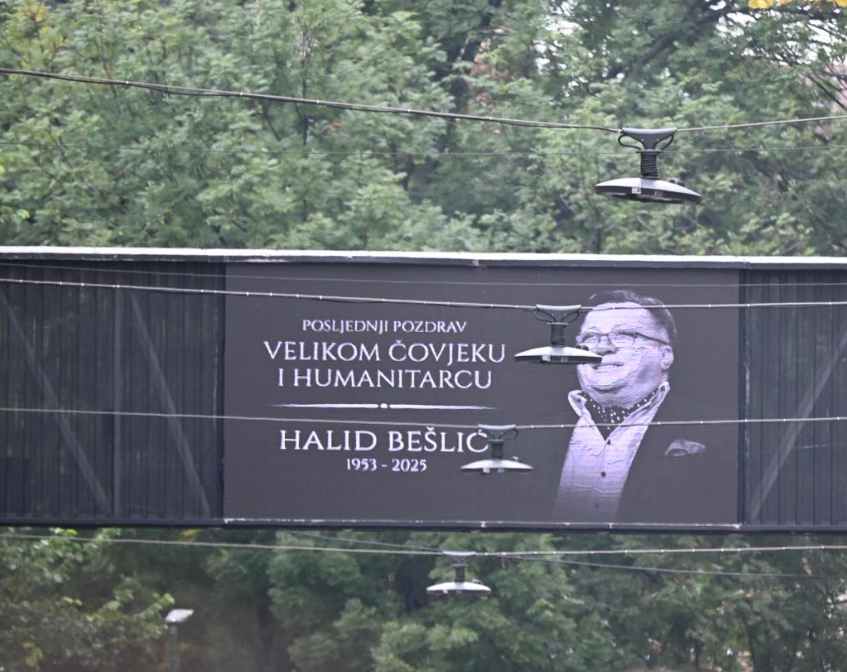 POSLJEDNJI POZDRAV
VELIKOM ČOVJEKU
I HUMANITARCU
HALID BEŠLIĆ
1953 - 2025